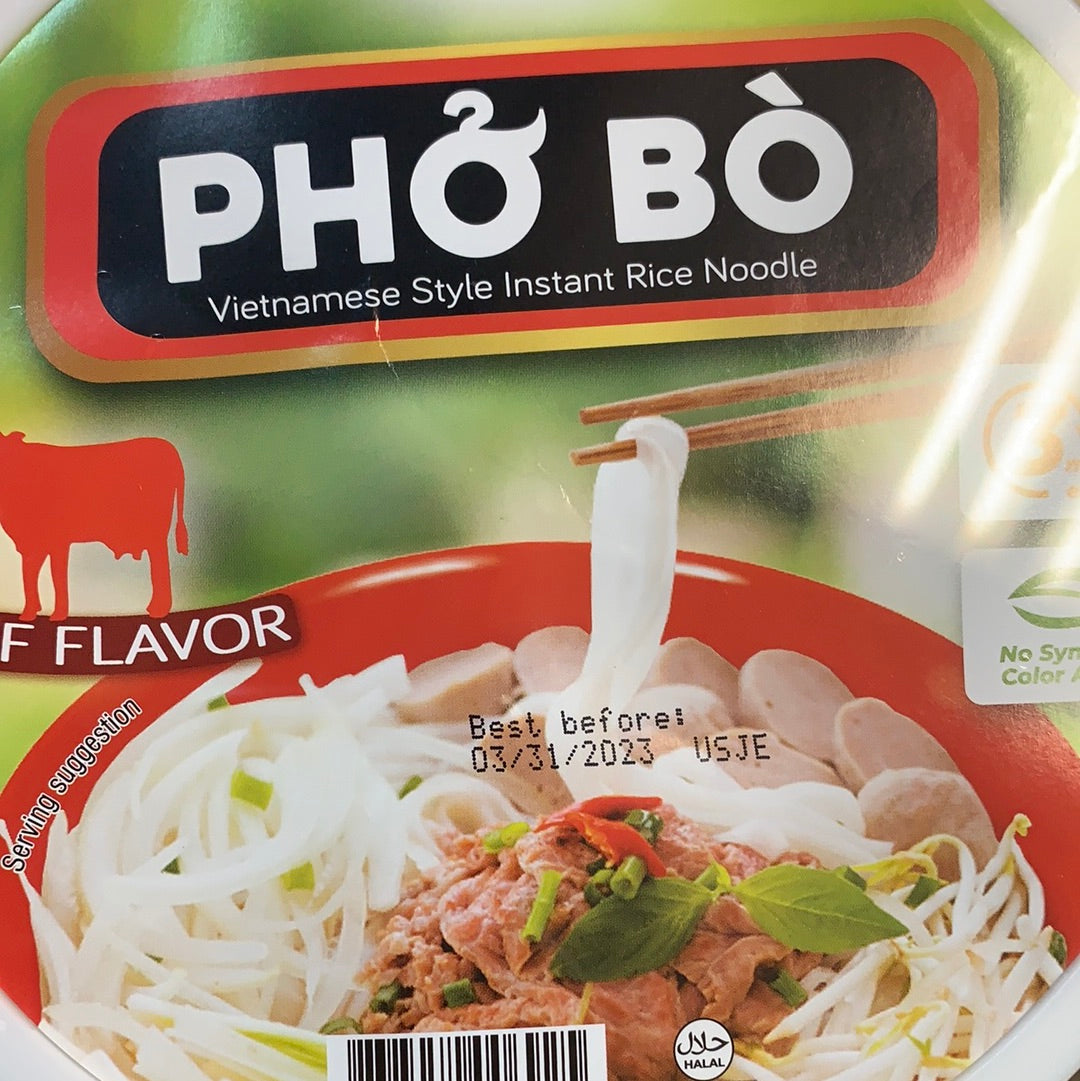 PHỞ BÒ
Vietnamese Style Instant Rice Noodle
F FLAVOR
No Syn
Color A
Serving suggestion
Best before:
03/31/2023 USJE
حلال
HALAL